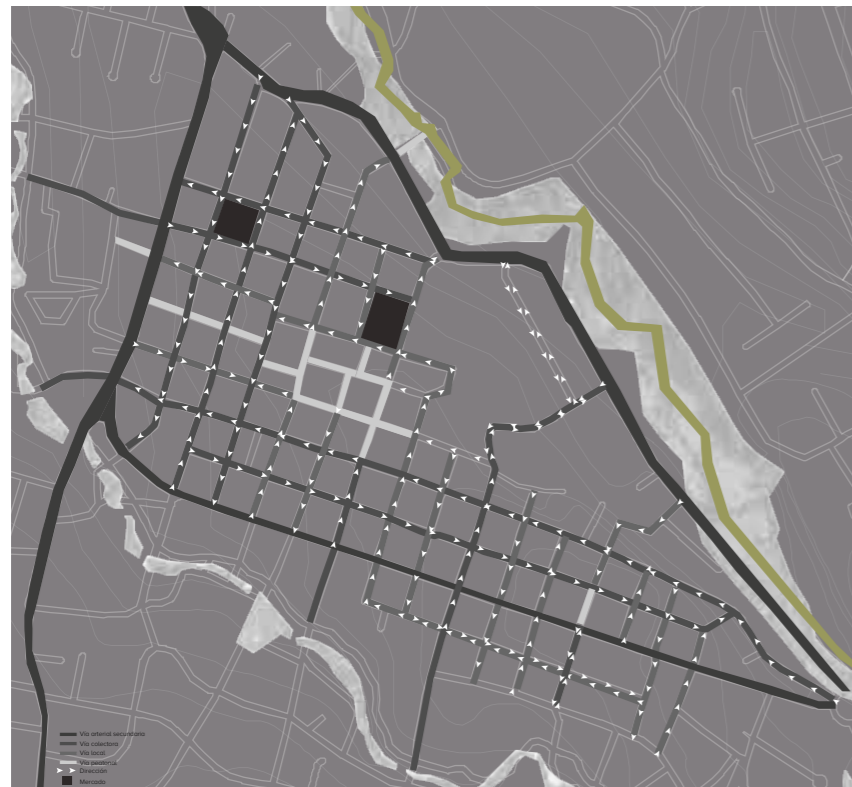 Vía arterial secundaria
Vía colectora
Vía local
Vía peatonal
Dirección
Mercado